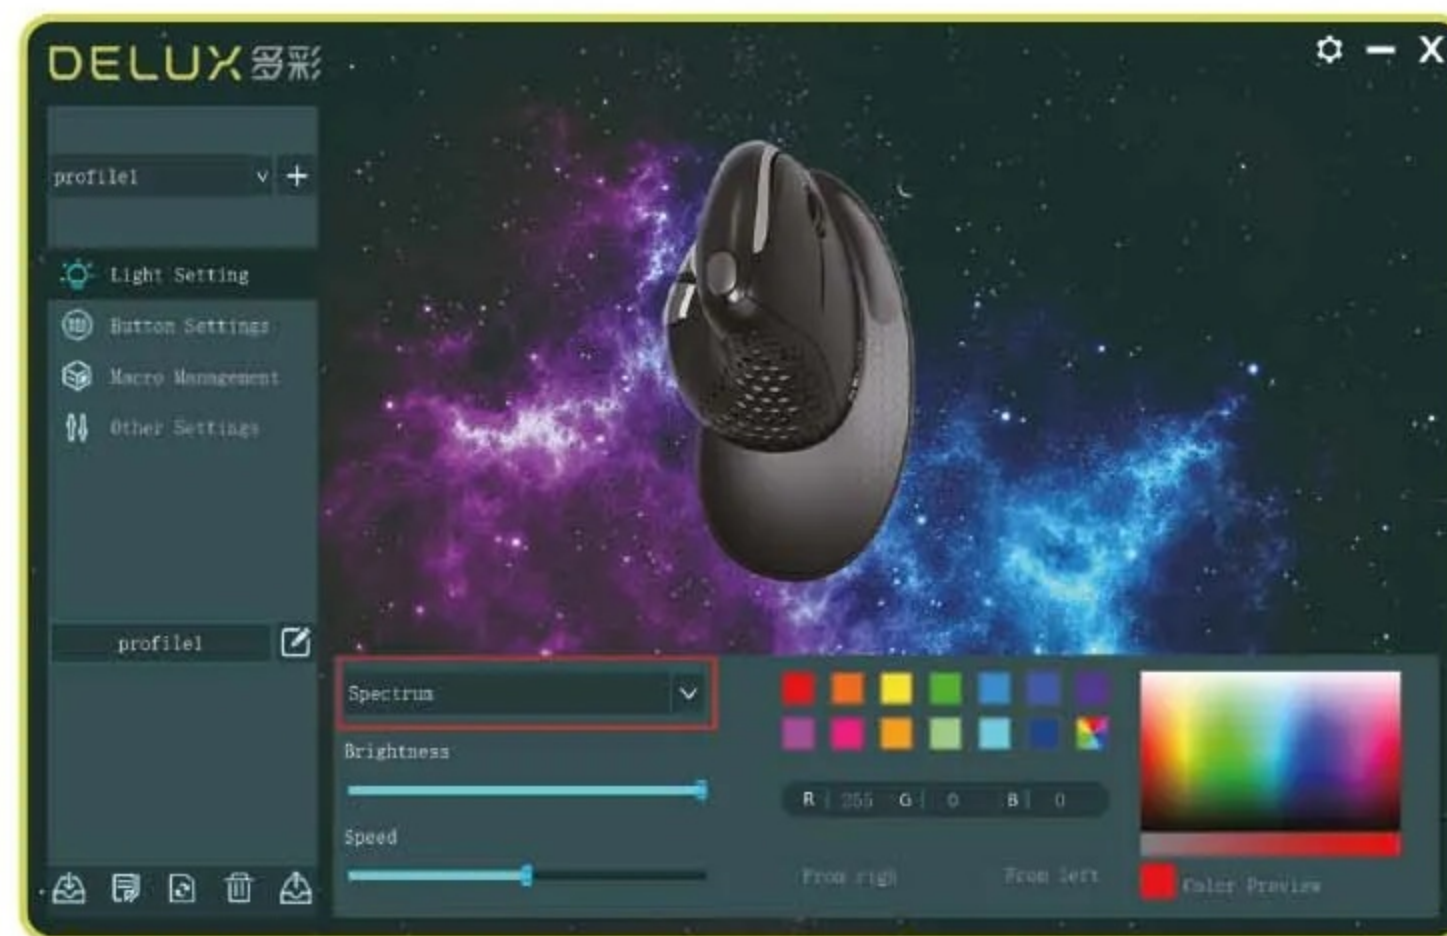 DELUX多彩
X
profile1
Light Setting
Button Settings
Macro Management
Other Settings
profile1
Spectrum
Brightness
Speed
R 255 G 0 B 0
From righ From left
Color Preview